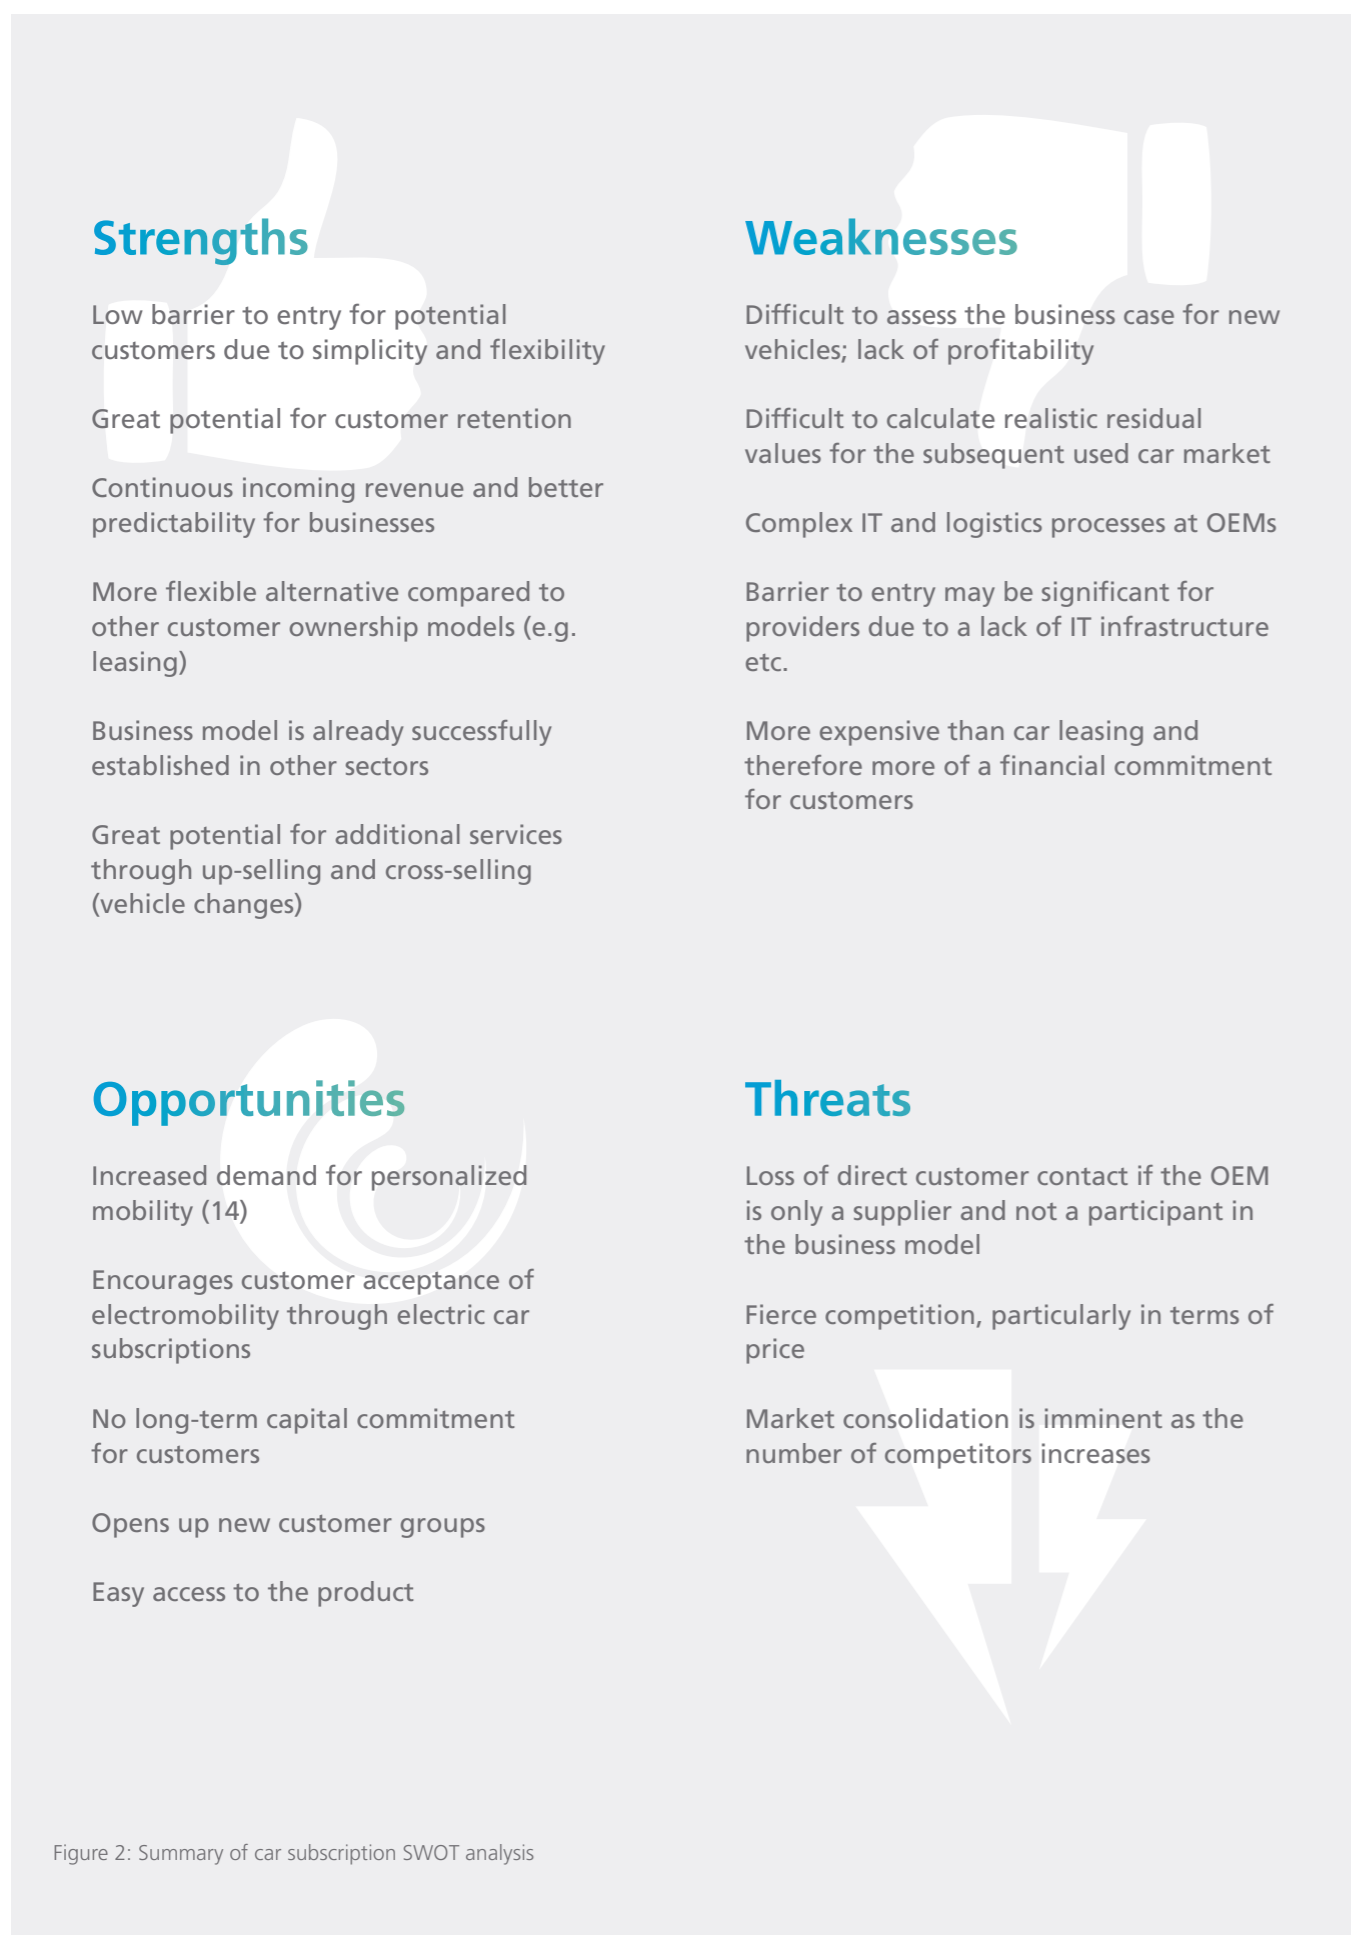 Strengths
Low barrier to entry for potential
customers due to simplicity and flexibility
Great potential for customer retention
Continuous incoming revenue and better
predictability for businesses
More flexible alternative compared to
other customer ownership models (e.g.
leasing)
Business model is already successfully
established in other sectors
Great potential for additional services
through up-selling and cross-selling
(vehicle changes)
Weaknesses
Difficult to assess the business case for new
vehicles; lack of profitability
Difficult to calculate realistic residual
values for the subsequent used car market
Complex IT and logistics processes at OEMs
Barrier to entry may be significant for
providers due to a lack of IT infrastructure
etc.
More expensive than car leasing and
therefore more of a financial commitment
for customers
Opportunities
Increased demand for personalized
mobility (14)
Encourages customer acceptance of
electromobility through electric car
subscriptions
No long-term capital commitment
for customers
Opens up new customer groups
Easy access to the product
Threats
Loss of direct customer contact if the OEM
is only a supplier and not a participant in
the business model
Fierce competition, particularly in terms of
price
Market consolidation is imminent as the
number of competitors increases
Figure 2: Summary of car subscription SWOT analysis